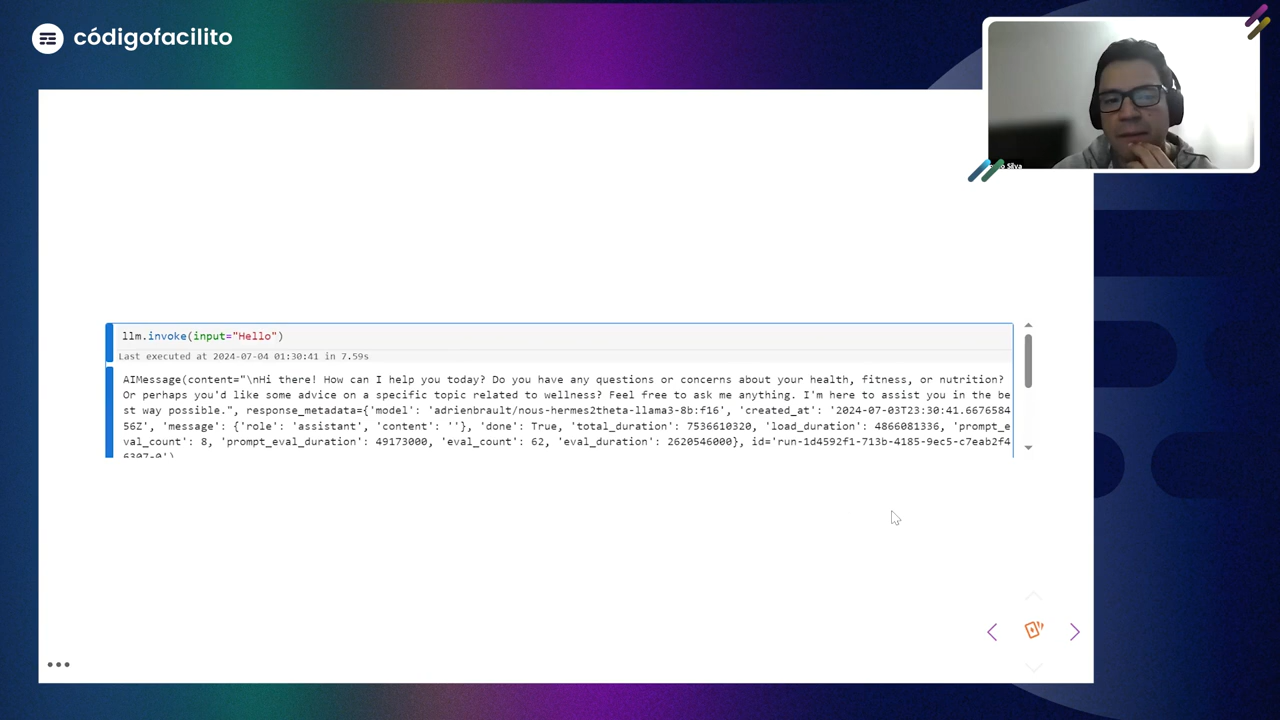 códigofacilito
Silva
llm.invoke(input="Hello")
Last executed at 2024-07-04 01:30:41 in 7.59s
AIMessage(content="\nHi there! How can I help you today? Do you have any questions or concerns about your health, fitness, or nutrition?
Or perhaps you'd like some advice on a specific topic related to wellness? Feel free to ask me anything. I'm here to assist you in the be
st way possible.", response_metadata={'model': 'adrienbrault/nous-hermes2theta-llama3-8b:f16', 'created_at': '2024-07-03T23:30:41.6676584
56Z', 'message': {'role': 'assistant', 'content': ''}, 'done': True, 'total_duration': 7536610320, 'load_duration': 4866081336, 'prompt_e
val_count': 8, 'prompt_eval_duration': 49173000, 'eval_count': 62, 'eval_duration': 2620546000}, id='run-1d4592f1-713b-4185-9ec5-c7eab2f4
6307-0')